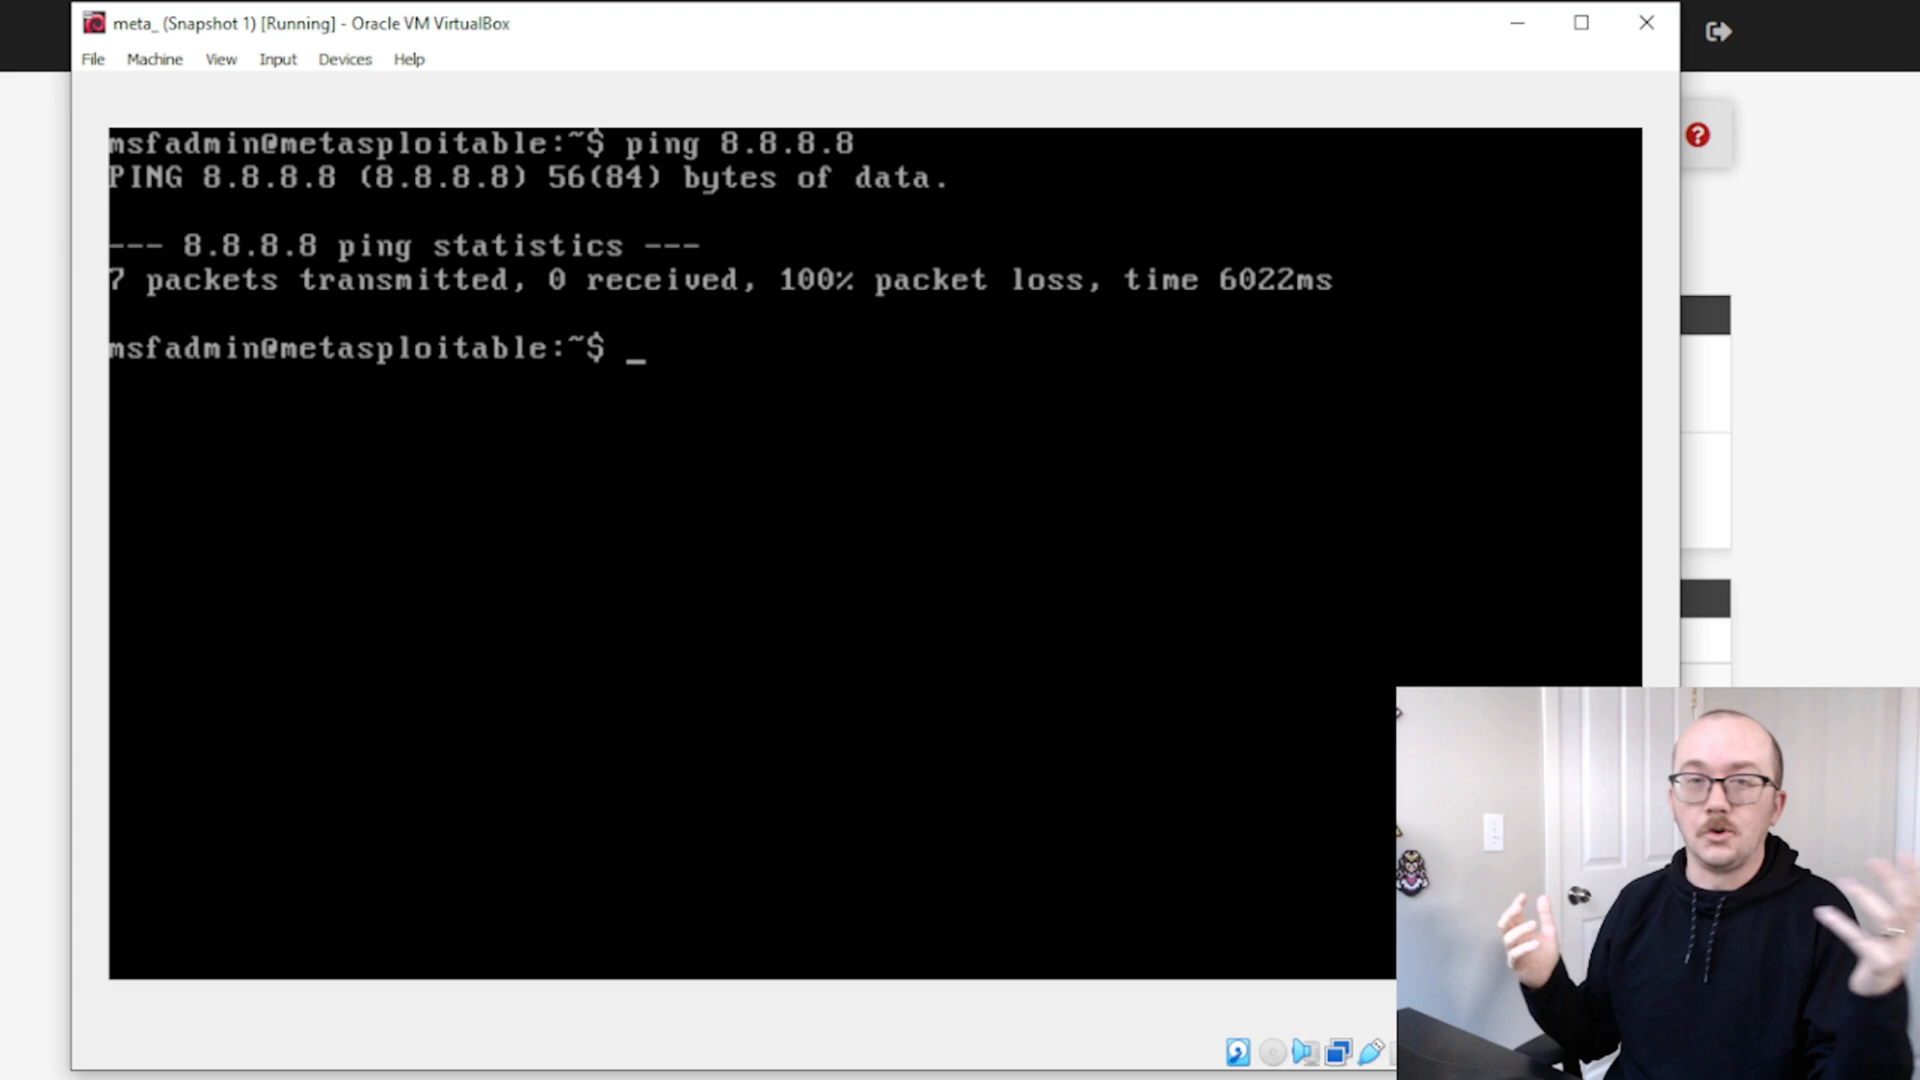 meta_ (Snapshot 1) [Running] - Oracle VM VirtualBox
File Machine View Input Devices Help
msfadmin@metasploitable:~$ ping 8.8.8.8
PING 8.8.8.8 (8.8.8.8) 56(84) bytes of data.
--- 8.8.8.8 ping statistics ---
7 packets transmitted, 0 received, 100% packet loss, time 6022ms
msfadmin@metasploitable:~$ _